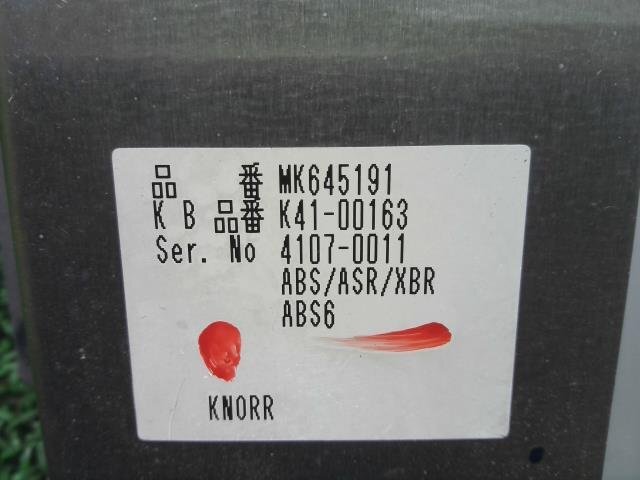 品 番 MK645191
K B 品番 K41-00163
Ser. No 4107-0011
ABS/ASR/XBR
ABS6
KNORR